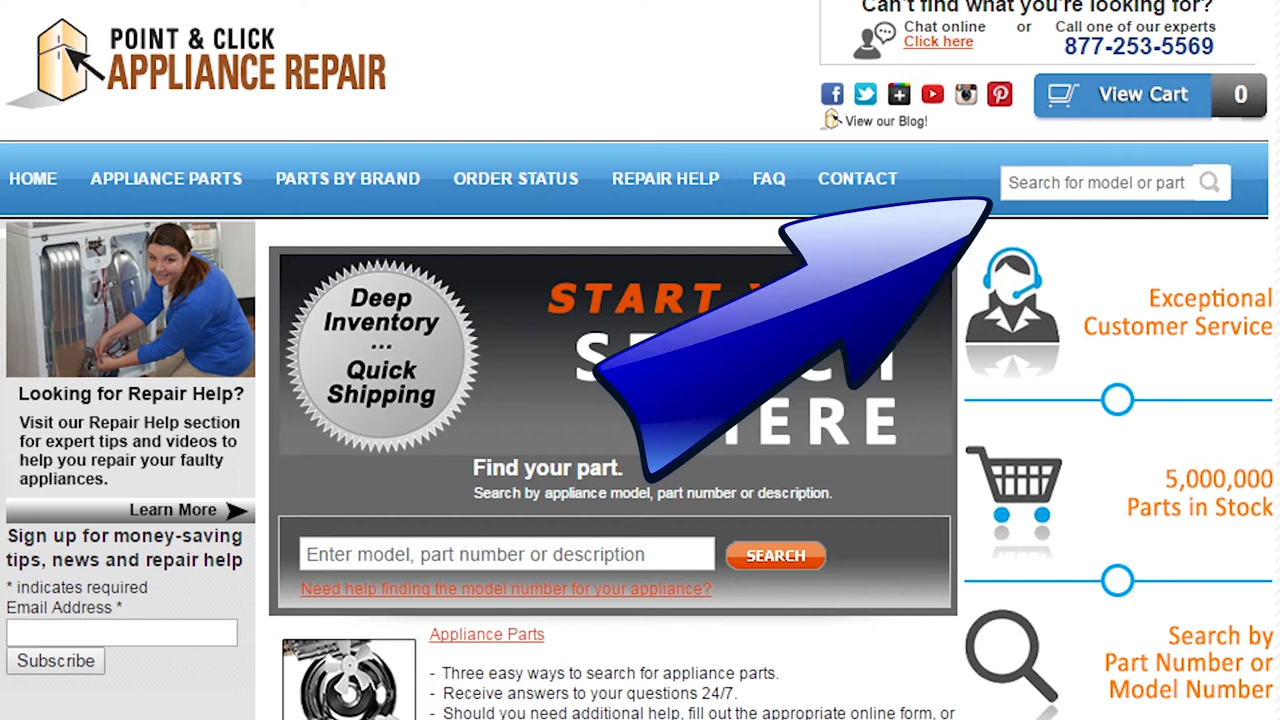 POINT & CLICK
APPLIANCE REPAIR
Can't find what you're looking for?
Chat online or Call one of our experts
Click here 877-253-5569
View our Blog!
View Cart 0
HOME APPLIANCE PARTS PARTS BY BRAND ORDER STATUS REPAIR HELP FAQ CONTACT
Search for model or part
Looking for Repair Help?
Visit our Repair Help section
for expert tips and videos to
help you repair your faulty
appliances.
Learn More
Sign up for money-saving
tips, news and repair help
* indicates required
Email Address *
Subscribe
Deep
Inventory
...
Quick
Shipping
START
HERE
Find your part.
Search by appliance model, part number or description.
Enter model, part number or description
SEARCH
Need help finding the model number for your appliance?
Appliance Parts
- Three easy ways to search for appliance parts.
- Receive answers to your questions 24/7.
- Should you need additional help, fill out the appropriate online form, or
Exceptional
Customer Service
5,000,000
Parts in Stock
Search by
Part Number or
Model Number